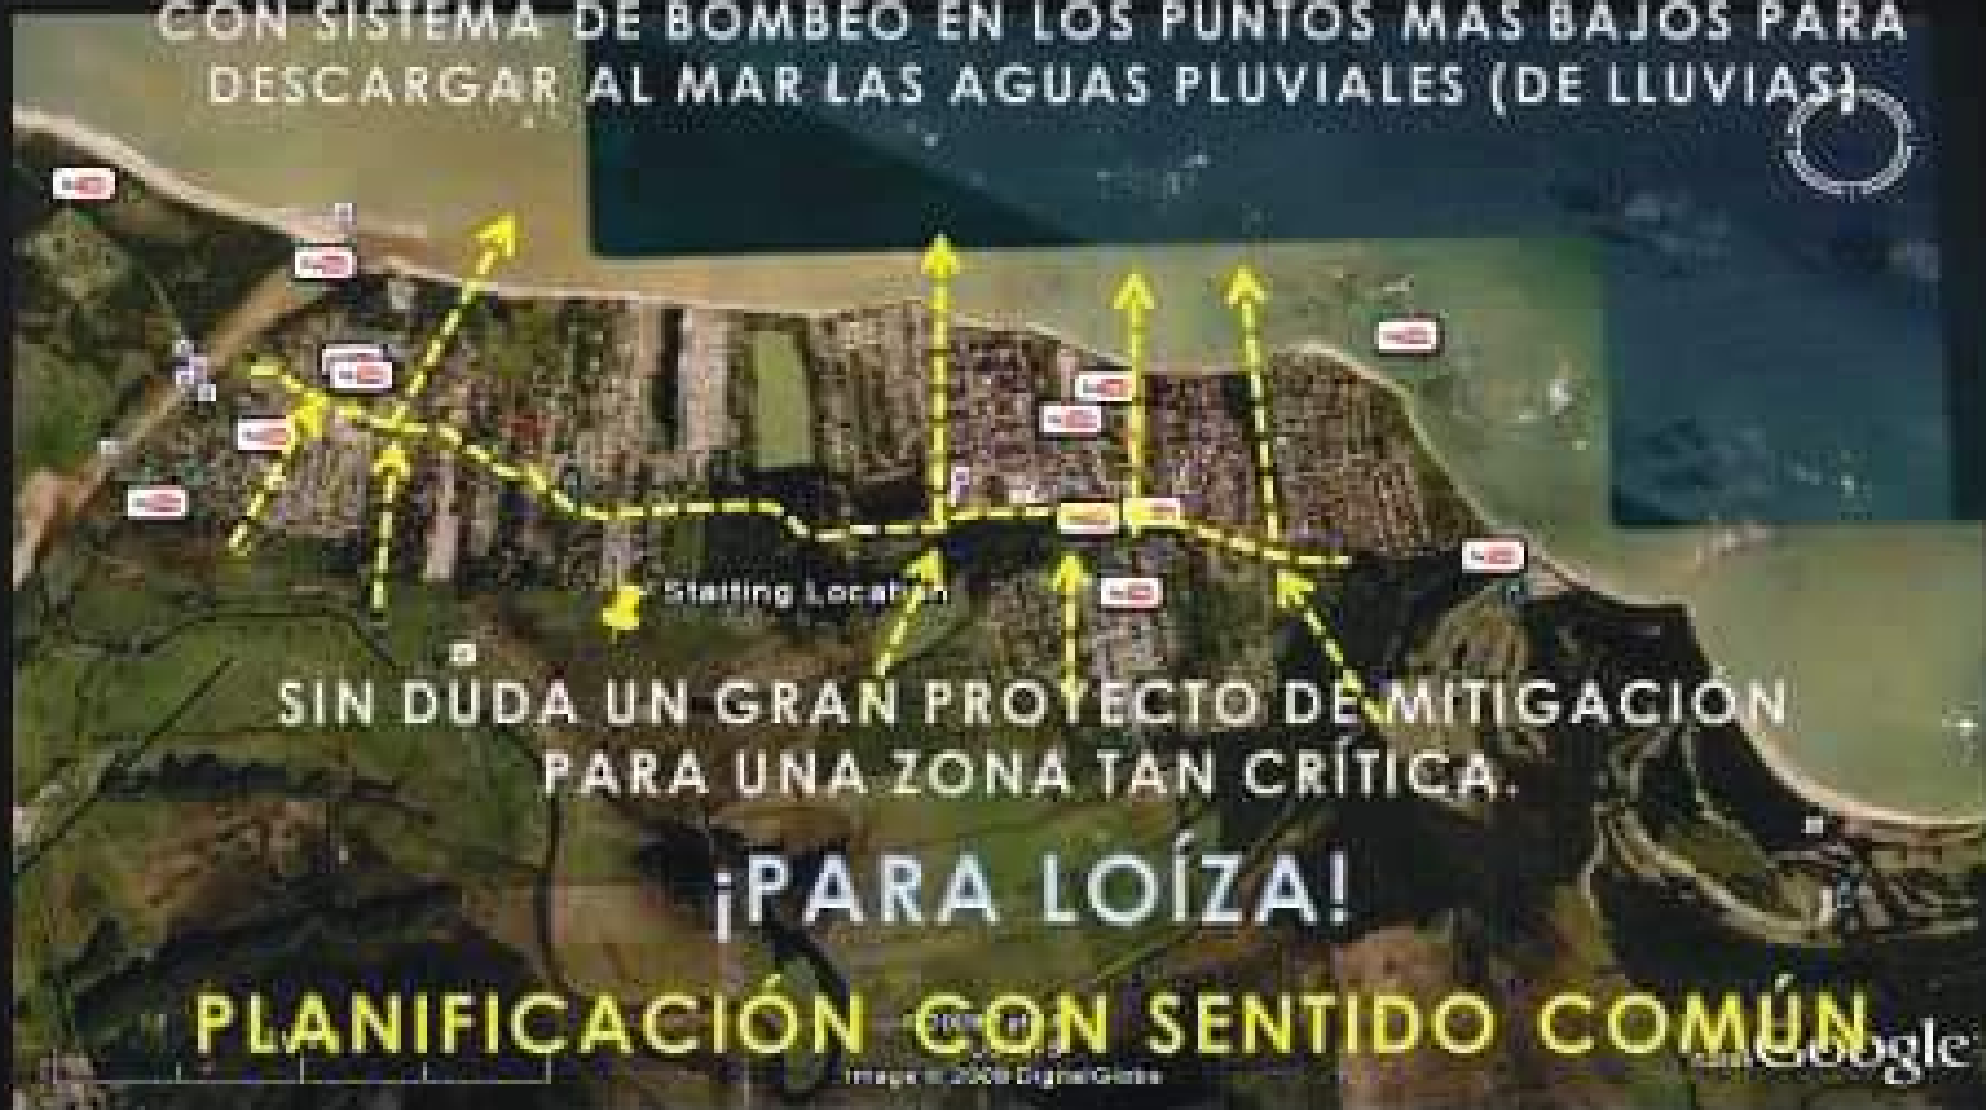 CON SISTEMA DE BOMBEO EN LOS PUNTOS MAS BAJOS PARA
DESCARGAR AL MAR LAS AGUAS PLUVIALES (DE LLUVIAS)
Starting Location
SIN DUDA UN GRAN PROYECTO DE MITIGACIÓN
PARA UNA ZONA TAN CRÍTICA.
¡PARA LOÍZA!
PLANIFICACIÓN CON SENTIDO COMÚN
Google
Image © 2009 DigitalGlobe